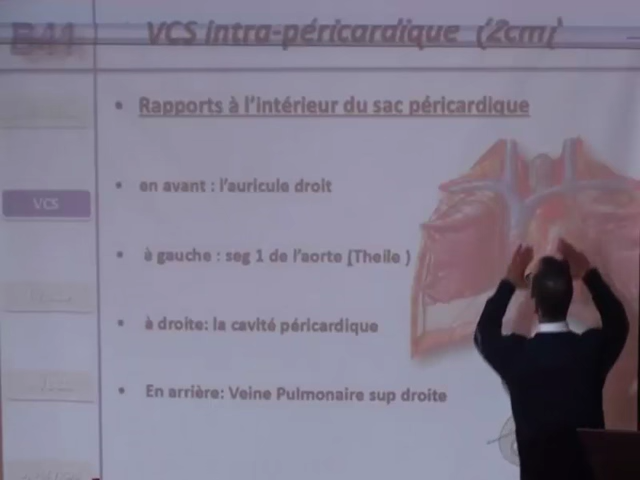 B41
VCS intra-péricardique (2cm)
• Rapports à l'intérieur du sac péricardique
• en avant : l'auricule droit
VCS
• à gauche : seg 1 de l'aorte [Theile )
• à droite: la cavité péricardique
• En arrière: Veine Pulmonaire sup droite